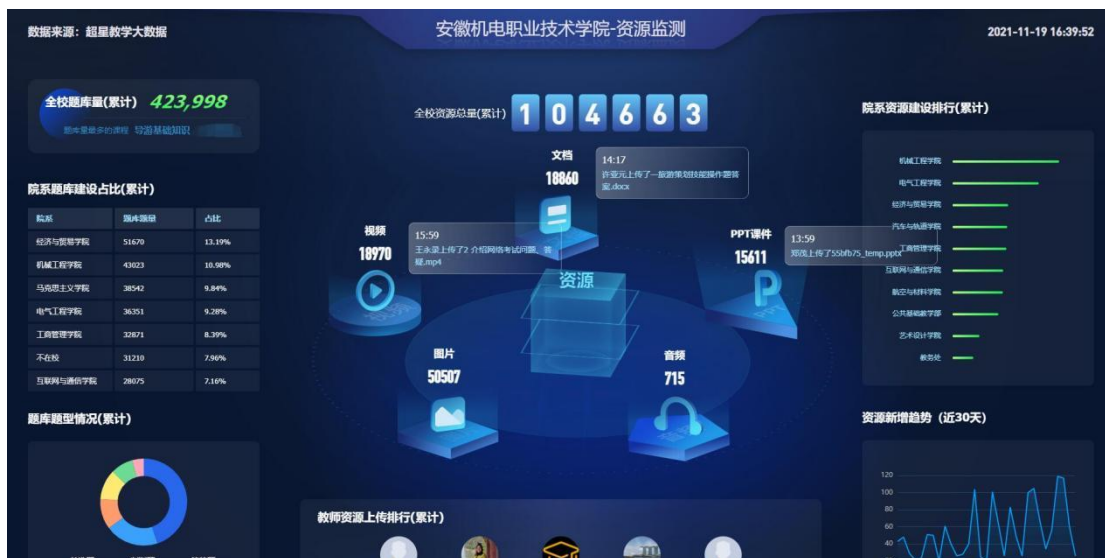 数据来源：超星教学大数据
安徽机电职业技术学院-资源监测
2021-11-19 16:39:52
全校题库量(累计) 423,998
题库量最多的课程 导游基础知识
院系题库建设占比(累计)
院系 题库题量 占比
经济与贸易学院 51670 13.19%
机械工程学院 43023 10.98%
马克思主义学院 38542 9.84%
电气工程学院 36351 9.28%
工商管理学院 32871 8.39%
不在校 31210 7.96%
互联网与通信学院 28075 7.16%
题库题型情况(累计)
全校资源总量(累计) 104663
文档
18860
14:17
许亚元上传了一旅游策划技能操作题答
案.docx
视频
18970
15:59
王永录上传了2 介绍网络考试问题、答
疑.mp4
PPT课件
15611
13:59
郑茂上传了55bfb75_temp.pptx
资源
图片
50507
音频
715
PPT
教师资源上传排行(累计)
院系资源建设排行(累计)
机械工程学院
电气工程学院
经济与贸易学院
汽车与轨道学院
工商管理学院
互联网与通信学院
航空与材料学院
公共基础教学部
艺术设计学院
教务处
资源新增趋势（近30天）
120
100
80
60
40